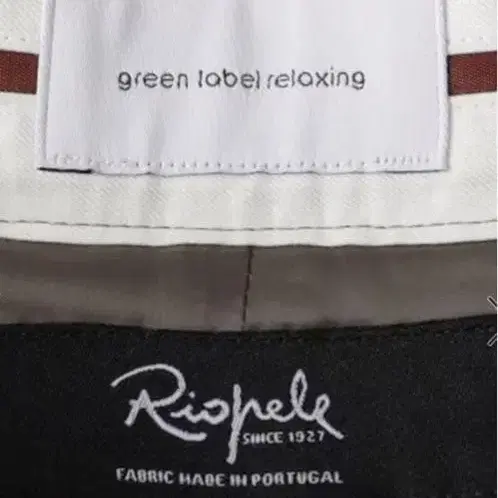 green label relaxing
Riopele
SINCE 1927
FABRIC MADE IN PORTUGAL